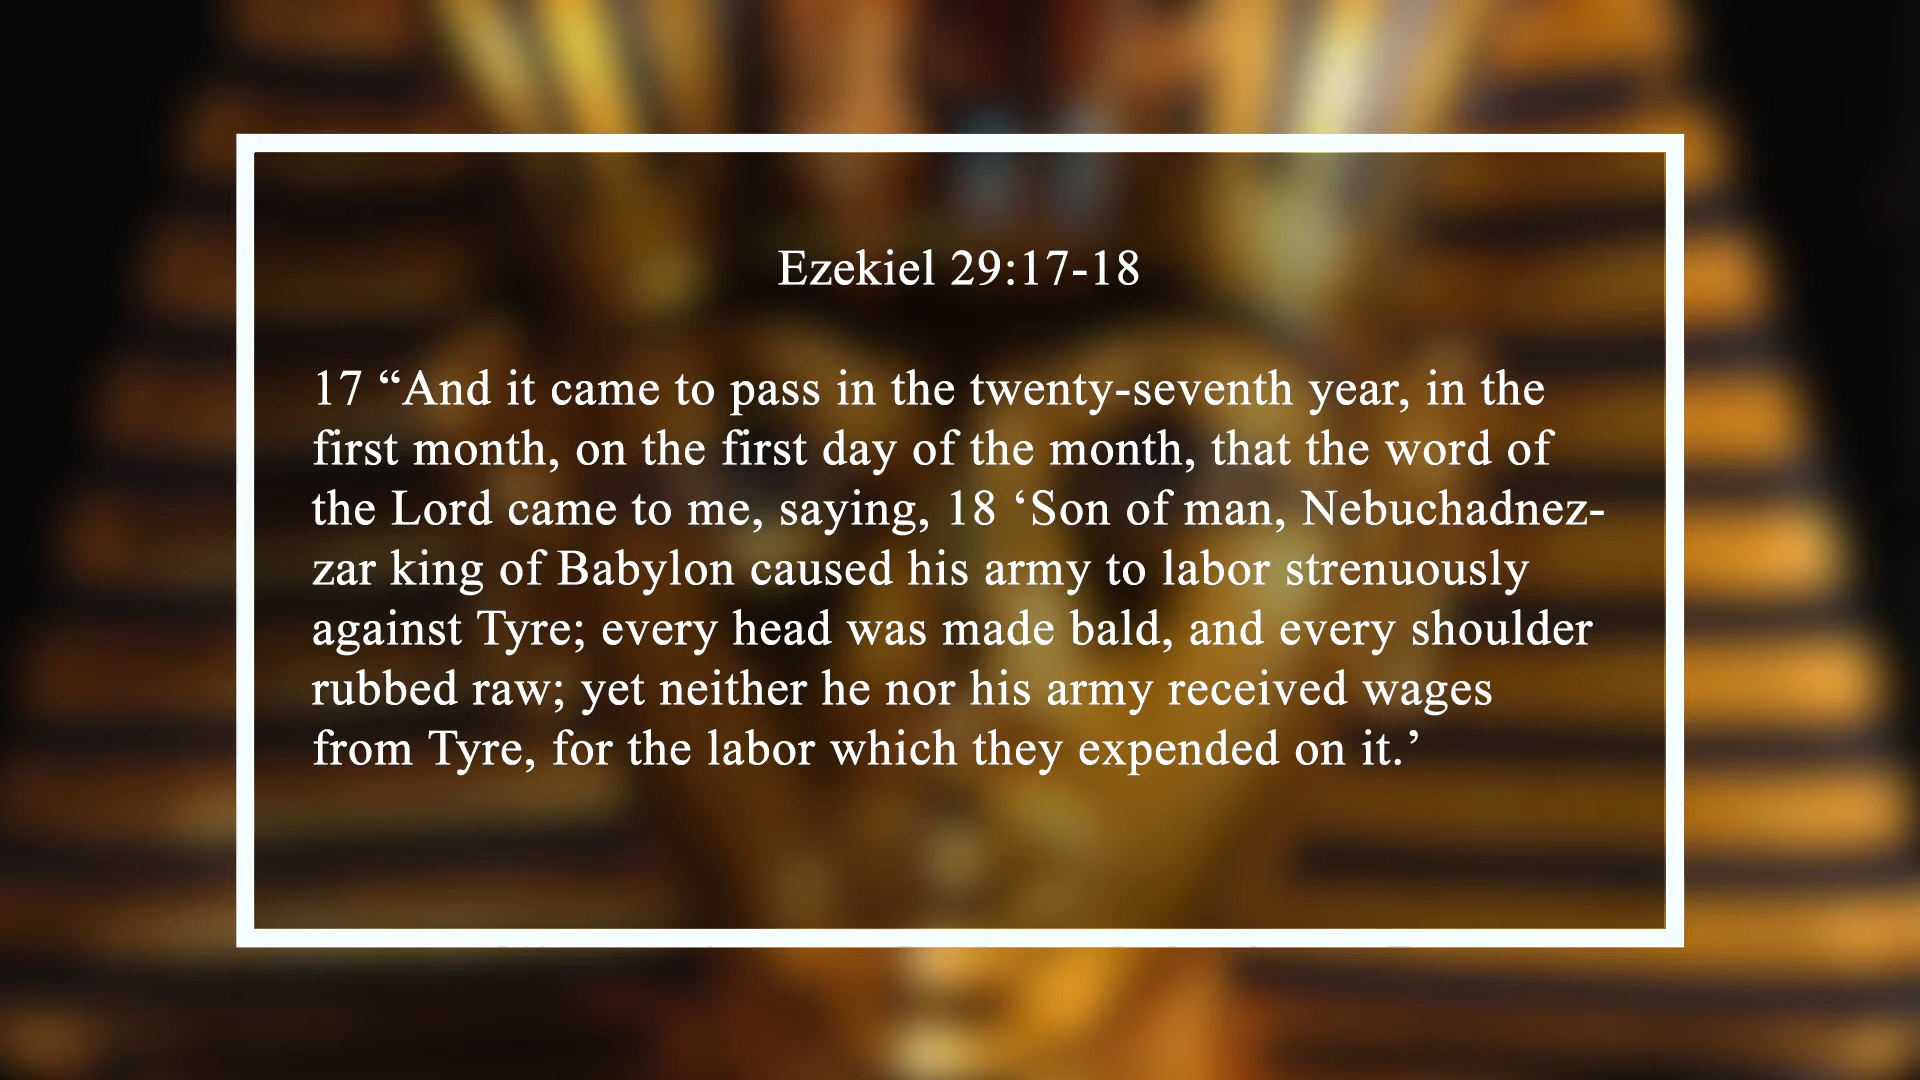 Ezekiel 29:17-18
17 “And it came to pass in the twenty-seventh year, in the
first month, on the first day of the month, that the word of
the Lord came to me, saying, 18 ‘Son of man, Nebuchadnez-
zar king of Babylon caused his army to labor strenuously
against Tyre; every head was made bald, and every shoulder
rubbed raw; yet neither he nor his army received wages
from Tyre, for the labor which they expended on it.’